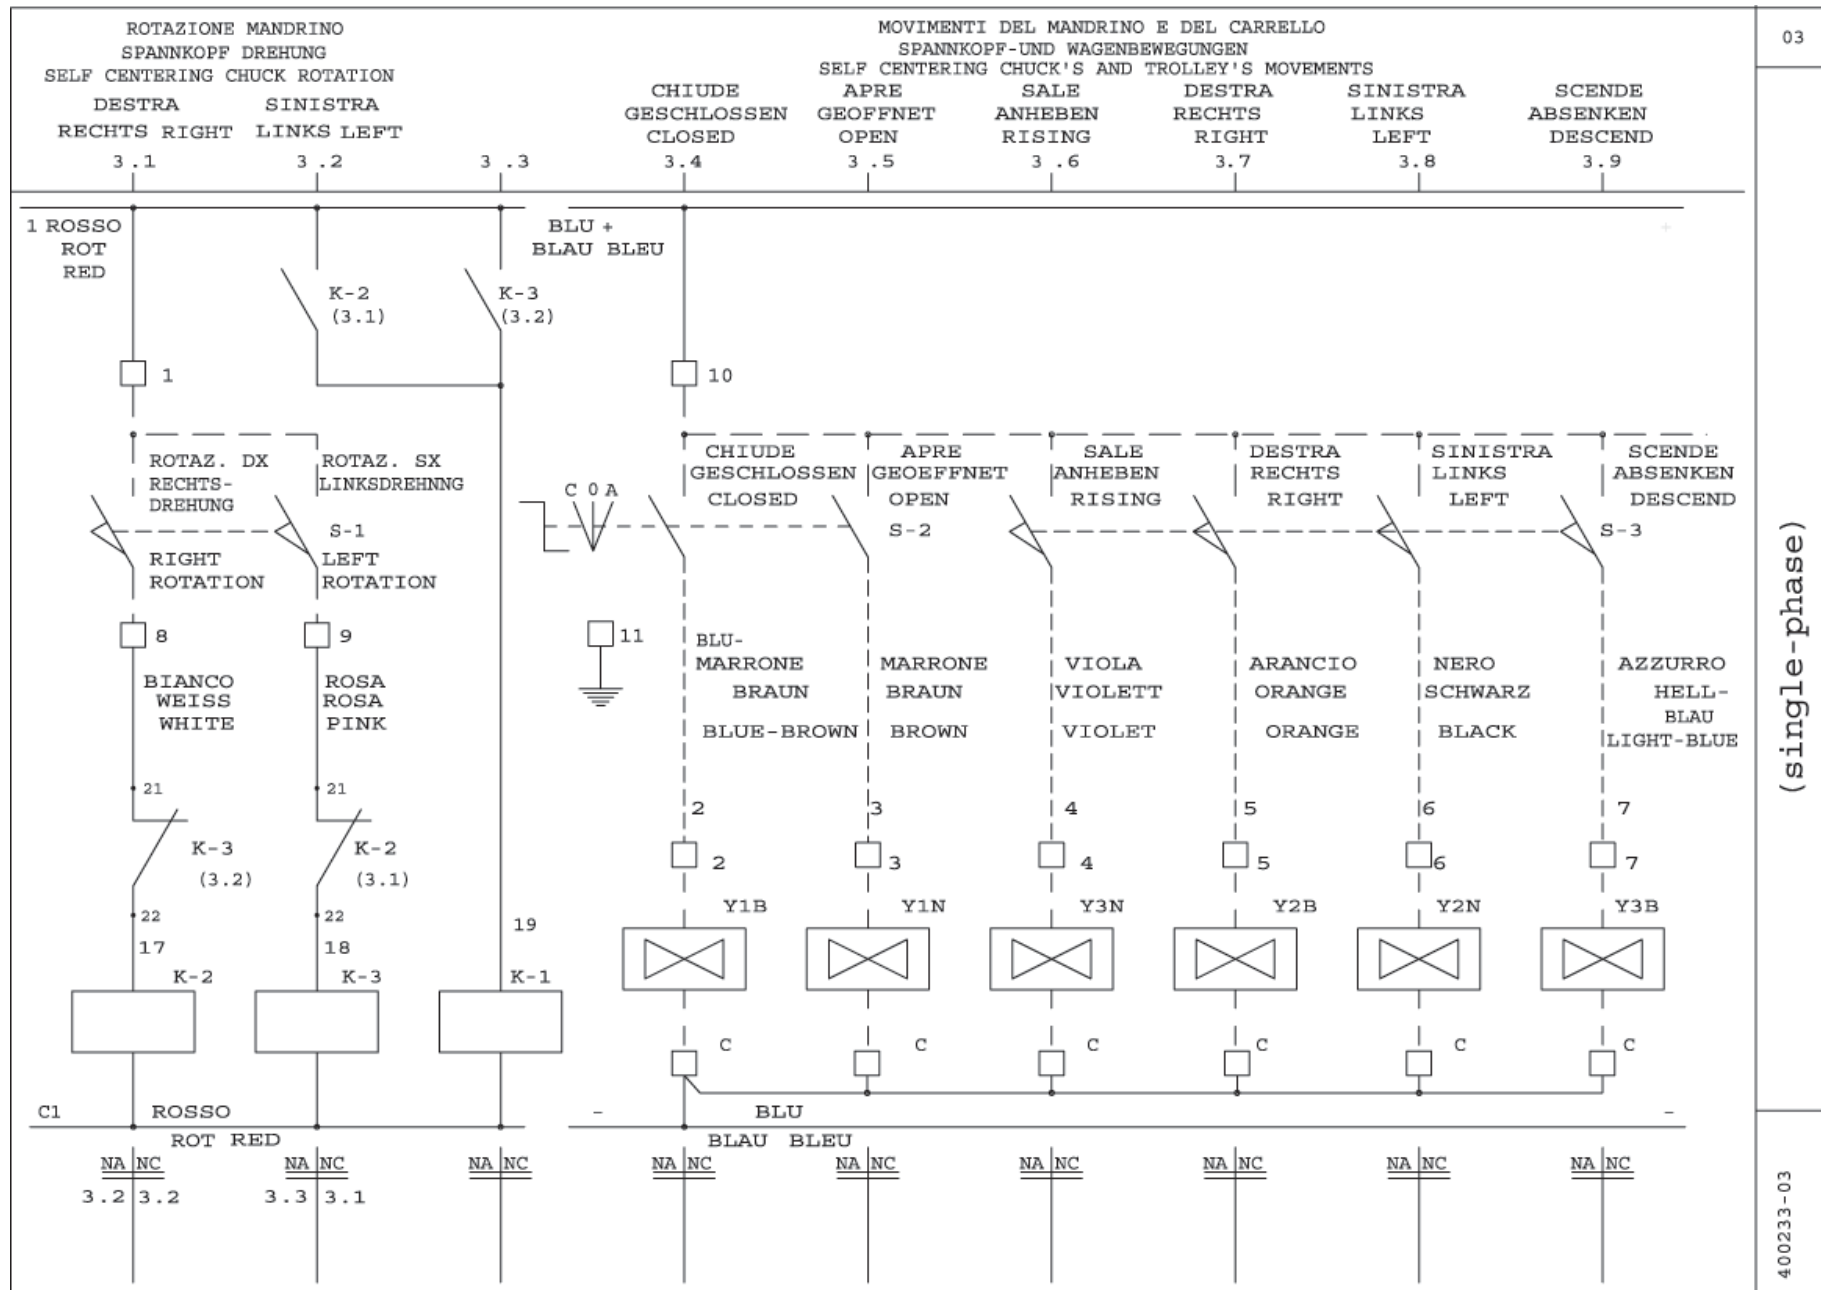 ROTAZIONE MANDRINO
SPANNKOPF DREHUNG
SELF CENTERING CHUCK ROTATION
MOVIMENTI DEL MANDRINO E DEL CARRELLO
SPANNKOPF-UND WAGENBEWEGUNGEN
SELF CENTERING CHUCK'S AND TROLLEY'S MOVEMENTS
03
DESTRA SINISTRA CHIUDE APRE SALE DESTRA SINISTRA SCENDE
GESCHLOSSEN GEOFFNET ANHEBEN RECHTS LINKS ABSENKEN
RECHTS RIGHT LINKS LEFT CLOSED OPEN RISING RIGHT LEFT DESCEND
3.1 3.2 3.3 3.4 3.5 3.6 3.7 3.8 3.9
1 ROSSO
ROT
RED
BLU +
BLAU BLEU
+
K-2
(3.1)
K-3
(3.2)
1
10
ROTAZ. DX
RECHTS-
DREHUNG
ROTAZ. SX
LINKSDREHNNG
S-1
RIGHT
ROTATION
LEFT
ROTATION
C 0 A
CHIUDE
GESCHLOSSEN
CLOSED
APRE
GEOEFFNET
OPEN
S-2
SALE
ANHEBEN
RISING
DESTRA
RECHTS
RIGHT
SINISTRA
LINKS
LEFT
SCENDE
ABSENKEN
DESCEND
S-3
8
9
11
BIANCO
WEISS
WHITE
ROSA
ROSA
PINK
BLU-
MARRONE
BRAUN
BLUE-BROWN
MARRONE
BRAUN
BROWN
VIOLA
VIOLETT
VIOLET
ARANCIO
ORANGE
ORANGE
NERO
SCHWARZ
BLACK
AZZURRO
HELL-
BLAU
LIGHT-BLUE
21 21
2 3 4 5 6 7
K-3
(3.2)
K-2
(3.1)
2 3 4 5 6 7
22 22
Y1B Y1N Y3N Y2B Y2N Y3B
17 18 19
K-2 K-3 K-1
C C C C C C
C1 ROSSO
ROT RED
- BLU -
BLAU BLEU
NA NC NA NC NA NC NA NC NA NC NA NC NA NC NA NC NA NC
3.2 3.2 3.3 3.1
(single-phase)
400233-03